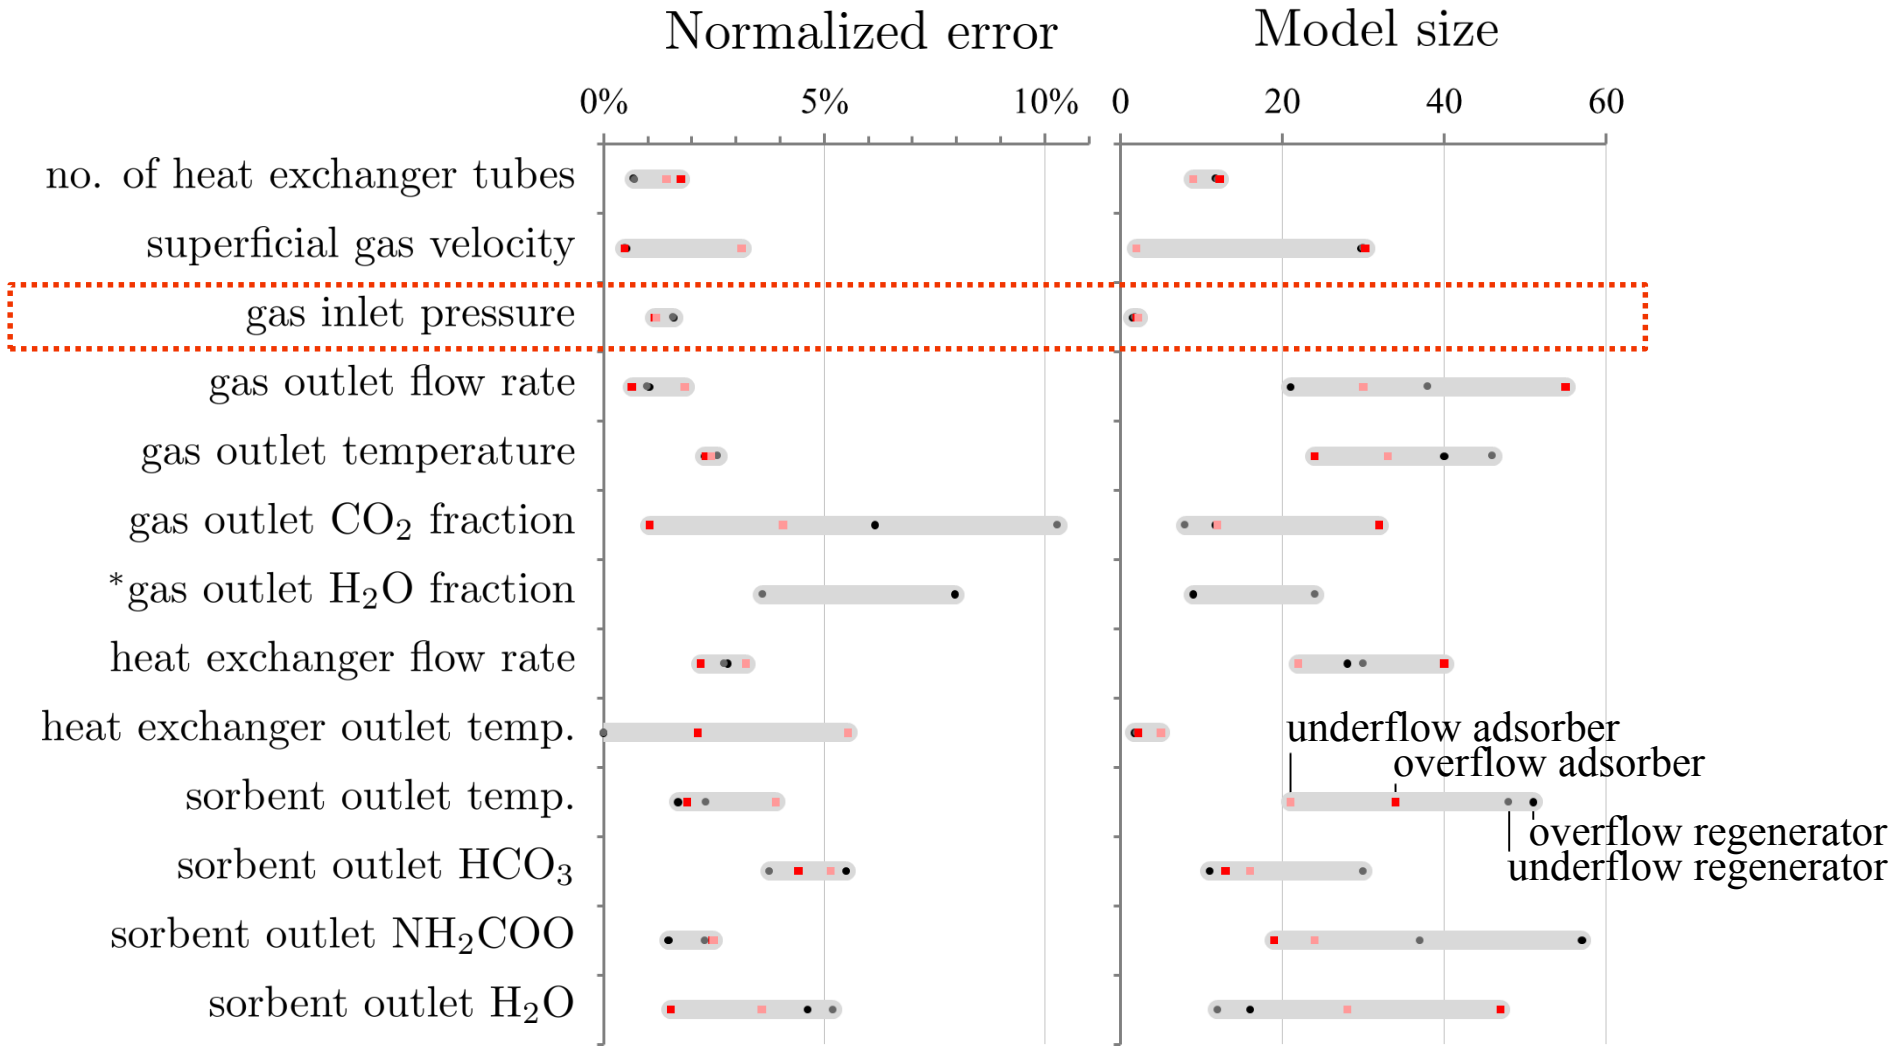 Normalized error Model size
0% 5% 10% 0 20 40 60
no. of heat exchanger tubes
superficial gas velocity
gas inlet pressure
gas outlet flow rate
gas outlet temperature
gas outlet CO₂ fraction
*gas outlet H₂O fraction
heat exchanger flow rate
heat exchanger outlet temp.
underflow adsorber
overflow adsorber
sorbent outlet temp.
overflow regenerator
sorbent outlet HCO₃
underflow regenerator
sorbent outlet NH₂COO
sorbent outlet H₂O